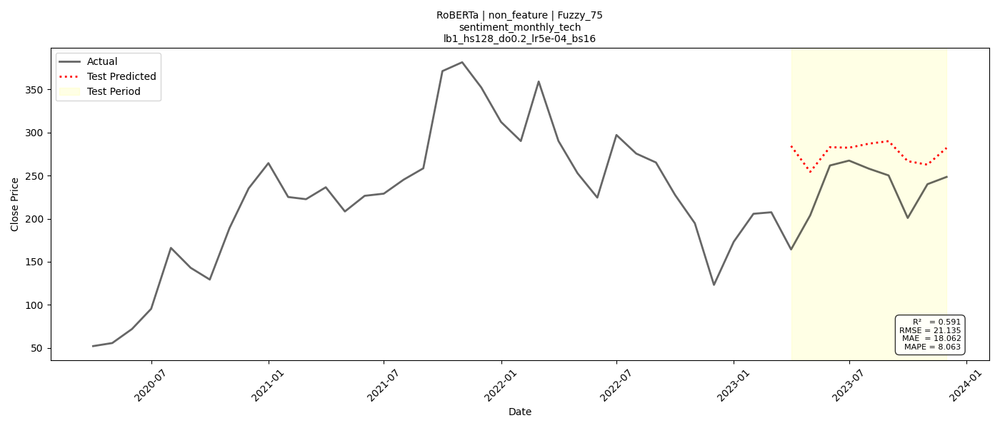 RoBERTa | non_feature | Fuzzy_75
sentiment_monthly_tech
lb1_hs128_do0.2_lr5e-04_bs16
Actual
Test Predicted
Test Period
Close Price
350
300
250
200
150
100
50
R² = 0.591
RMSE = 21.135
MAE = 18.062
MAPE = 8.063
2020-07
2021-01
2021-07
2022-01
2022-07
2023-01
2023-07
2024-01
Date